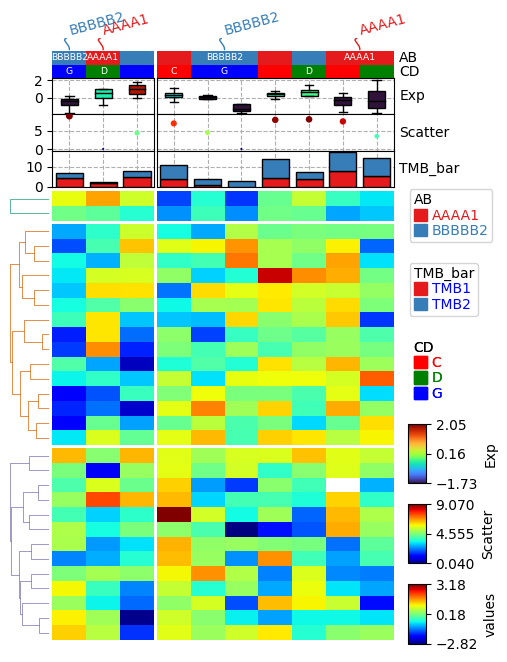 BBBBB2 AAAA1 BBBBB2 AAAA1
BBBBB2 AAAA1 BBBBB2 AAAA1 AB
G D C G D CD
2
0
Exp
5
0
Scatter
10
0
TMB_bar
AB
AAAA1
BBBBB2
TMB_bar
TMB1
TMB2
CD
C
D
G
2.05
0.16
-1.73
Exp
9.070
4.555
0.040
Scatter
3.18
0.18
-2.82
values